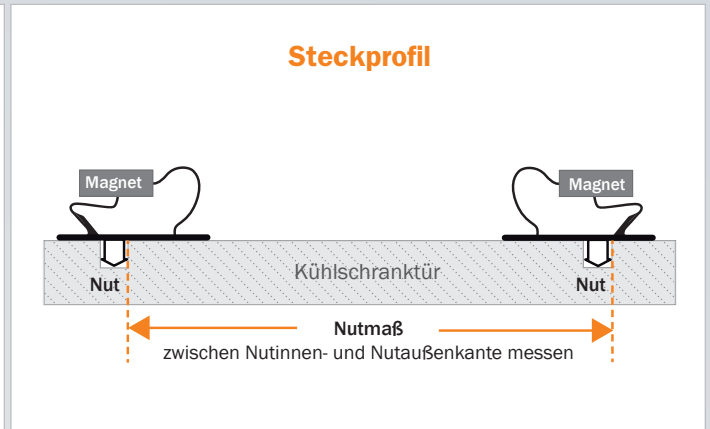 Steckprofil
Magnet
Magnet
Kühlschranktür
Nut
Nut
Nutmaß
zwischen Nutinnen- und Nutaußenkante messen